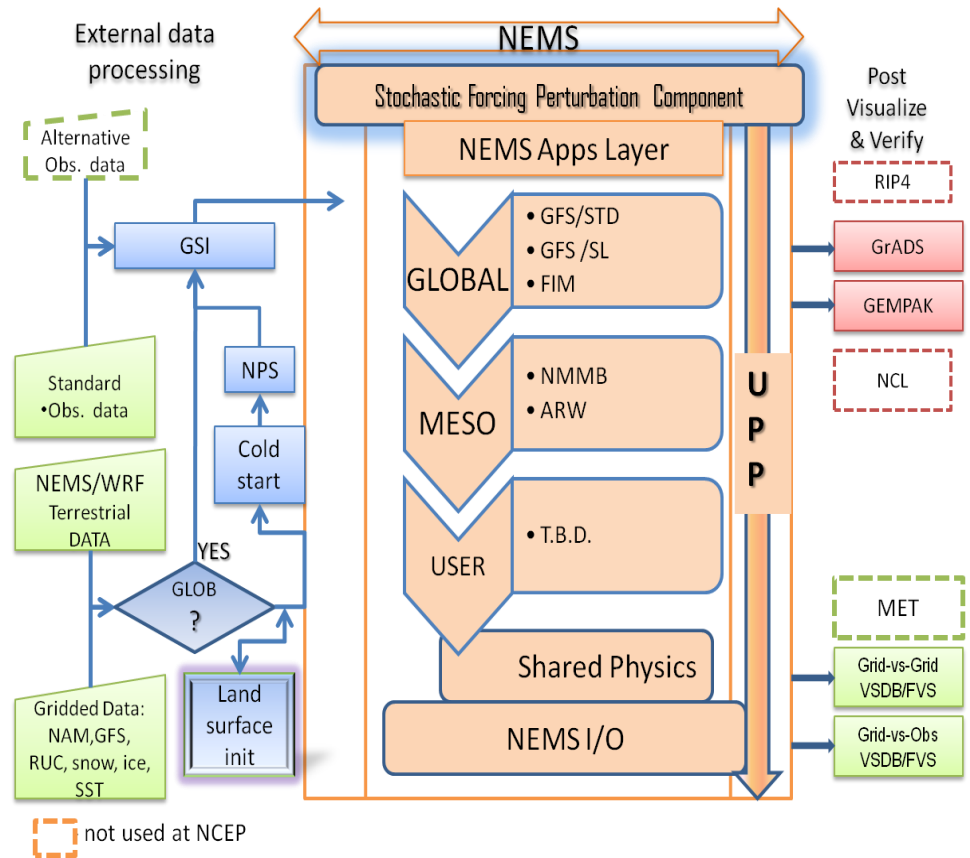 External data
processing
NEMS
Stochastic Forcing Perturbation Component
Post
Visualize
& Verify
Alternative
Obs. data
NEMS Apps Layer
RIP4
GSI
GLOBAL
• GFS/STD
• GFS /SL
• FIM
GrADS
GEMPAK
Standard
•Obs. data
NPS
MESO
• NMMB
• ARW
U
P
P
NCL
Cold
start
NEMS/WRF
Terrestrial
DATA
USER
• T.B.D.
YES
GLOB
?
MET
Shared Physics
Grid-vs-Grid
VSDB/FVS
Land
surface
init
Gridded Data:
NAM,GFS,
RUC, snow, ice,
SST
NEMS I/O
Grid-vs-Obs
VSDB/FVS
not used at NCEP